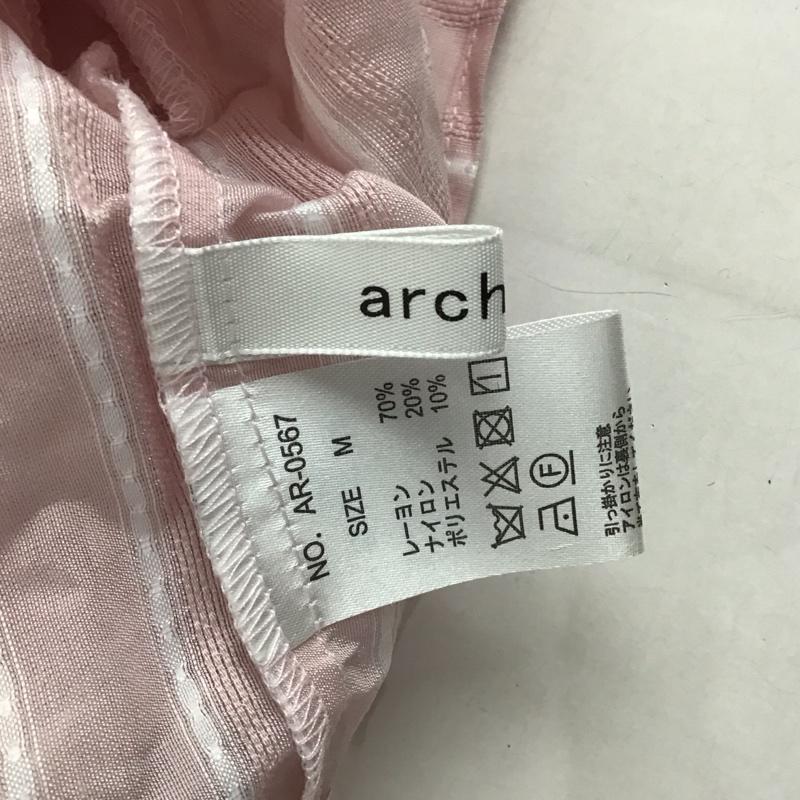 arch
NO. AR-0567
SIZE M
レーヨン 70%
ナイロン 20%
ポリエステル 10%
F
引っ掛かりに注意
アイロンは裏側から